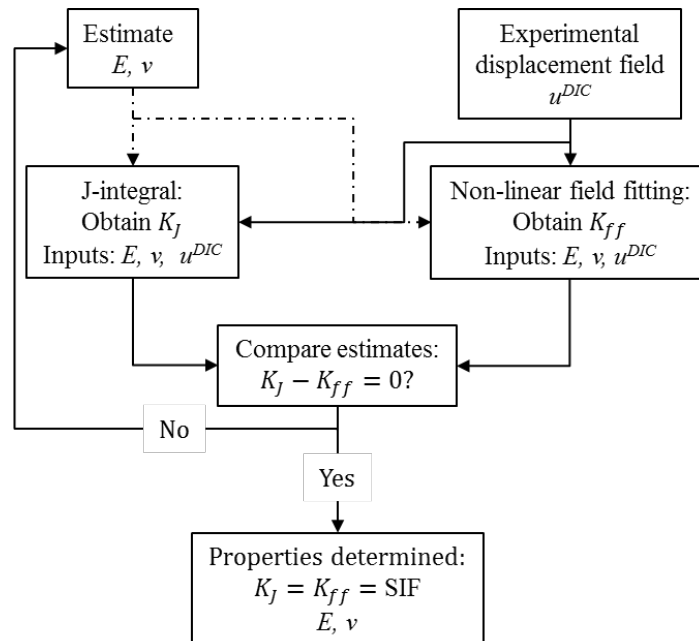 Estimate
E, v
Experimental
displacement field
u^DIC
J-integral:
Obtain K_J
Inputs: E, v, u^DIC
Non-linear field fitting:
Obtain K_ff
Inputs: E, v, u^DIC
Compare estimates:
K_J − K_ff = 0?
No
Yes
Properties determined:
K_J = K_ff = SIF
E, v